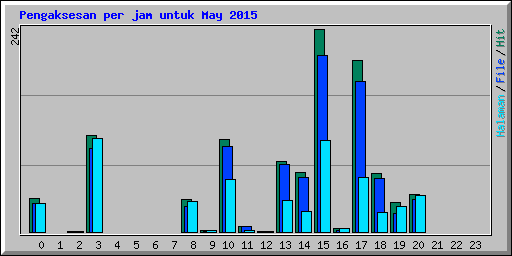 Pengaksesan per jam untuk May 2015
242
Halaman / File / Hit
0 1 2 3 4 5 6 7 8 9 10 11 12 13 14 15 16 17 18 19 20 21 22 23